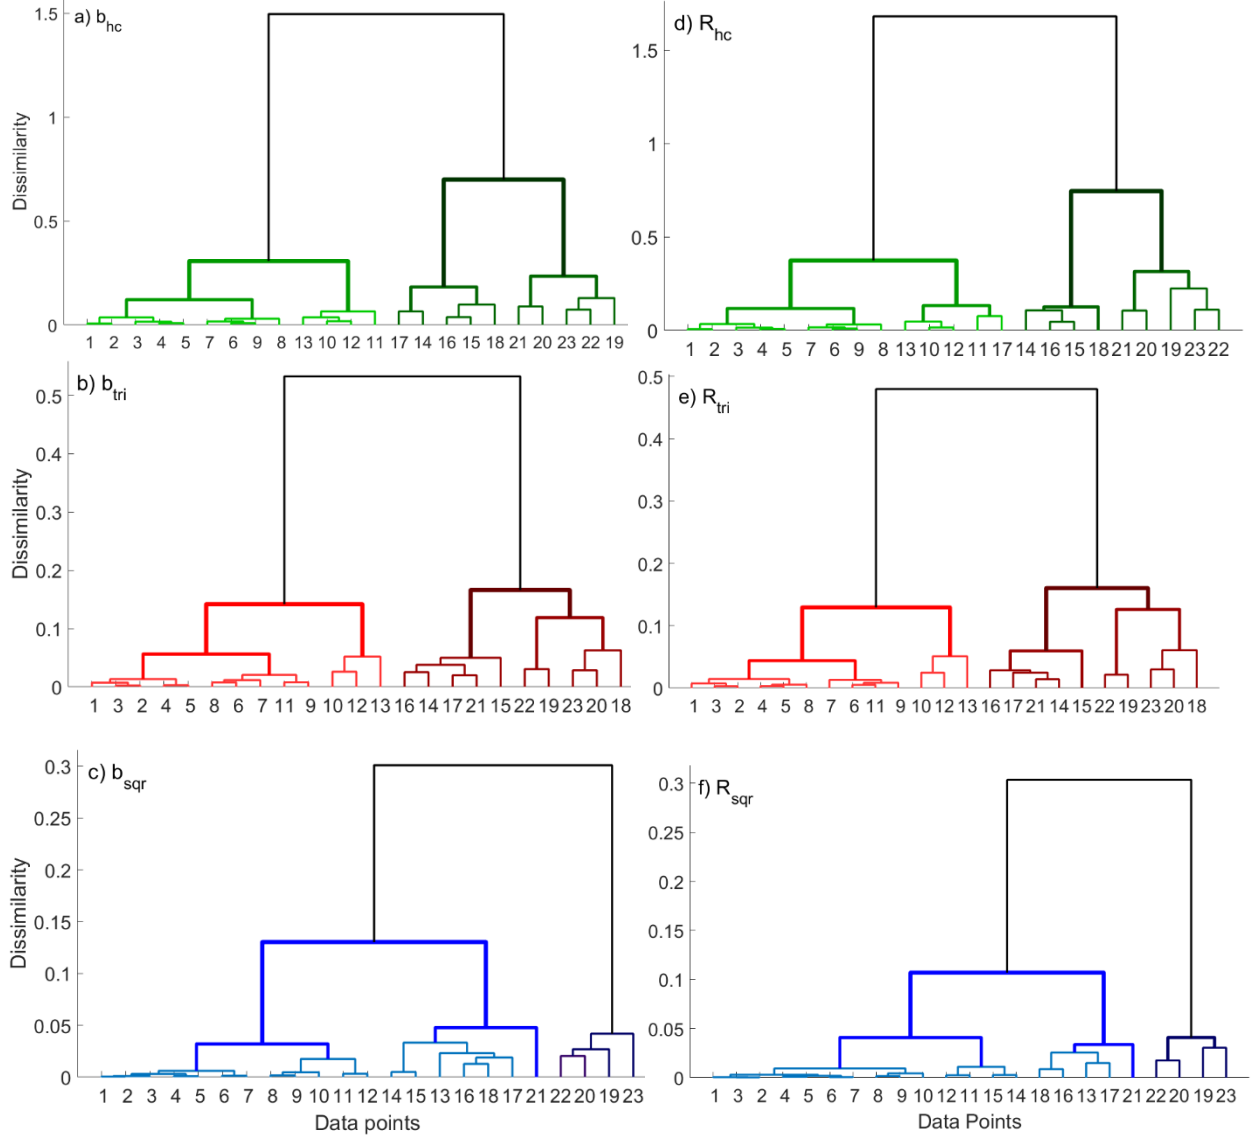 a) b_hc
1.5
1
0.5
0
Dissimilarity
1 2 3 4 5 7 6 9 8 13 10 12 11 17 14 16 15 18 21 20 23 22 19
d) R_hc
1.5
1
0.5
0
1 2 3 4 5 7 6 9 8 13 10 12 11 17 14 16 15 18 21 20 19 23 22
b) b_tri
0.5
0.4
0.3
0.2
0.1
0
Dissimilarity
1 3 2 4 5 8 6 7 11 9 10 12 13 16 14 17 21 15 22 19 23 20 18
e) R_tri
0.5
0.4
0.3
0.2
0.1
0
1 3 2 4 5 8 7 6 11 9 10 12 13 16 17 21 14 15 22 19 23 20 18
c) b_sqr
0.3
0.25
0.2
0.15
0.1
0.05
0
Dissimilarity
1 2 3 4 5 6 7 8 9 10 11 12 14 15 13 16 18 17 21 22 20 19 23
Data points
f) R_sqr
0.3
0.25
0.2
0.15
0.1
0.05
0
1 3 2 4 5 6 7 8 9 10 12 11 15 14 18 16 13 17 21 22 20 19 23
Data Points